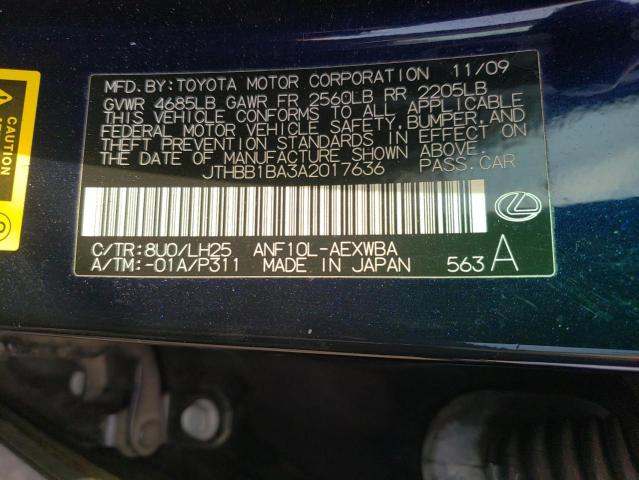 MFD. BY: TOYOTA MOTOR CORPORATION 11/09
GVWR 4685LB GAWR FR 2560LB RR 2205LB
THIS VEHICLE CONFORMS TO ALL APPLICABLE
FEDERAL MOTOR VEHICLE SAFETY, BUMPER, AND
THEFT PREVENTION STANDARDS IN EFFECT ON
THE DATE OF MANUFACTURE SHOWN ABOVE.
JTHBB1BA3A2017636 PASS. CAR
C/TR: 8U0/LH25 ANF10L-AEXWBA
A/TM: -01A/P311 MADE IN JAPAN 563 A
CAUTION